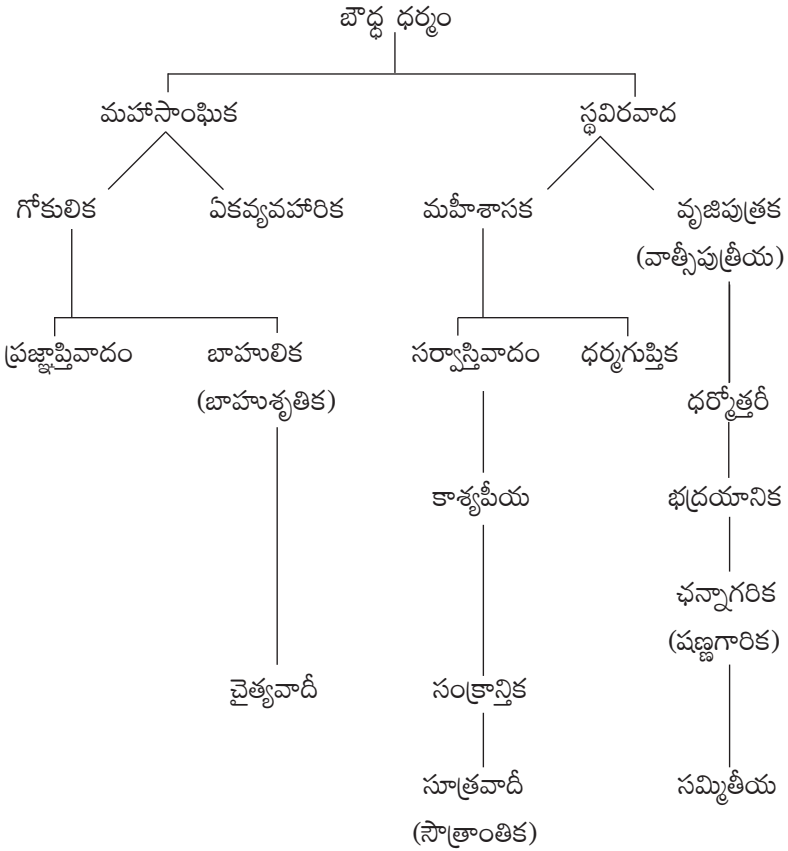 బౌద్ధ ధర్మం
మహాసాంఘిక
స్థవిరవాద
గోకులిక
ఏకవ్యవహారిక
మహీశాసక
వృజిపుత్రక
(వాత్సీపుత్రీయ)
ప్రజ్ఞాప్తివాదం
బాహులిక
(బాహుశృతిక)
సర్వాస్తివాదం
ధర్మగుప్తిక
ధర్మోత్తరీ
కాశ్యపీయ
భద్రయానిక
ఛన్నాగరిక
(షణ్ణగారిక)
చైత్యవాదీ
సంక్రాన్తిక
సూత్రవాదీ
(సౌత్రాంతిక)
సమ్మితీయ